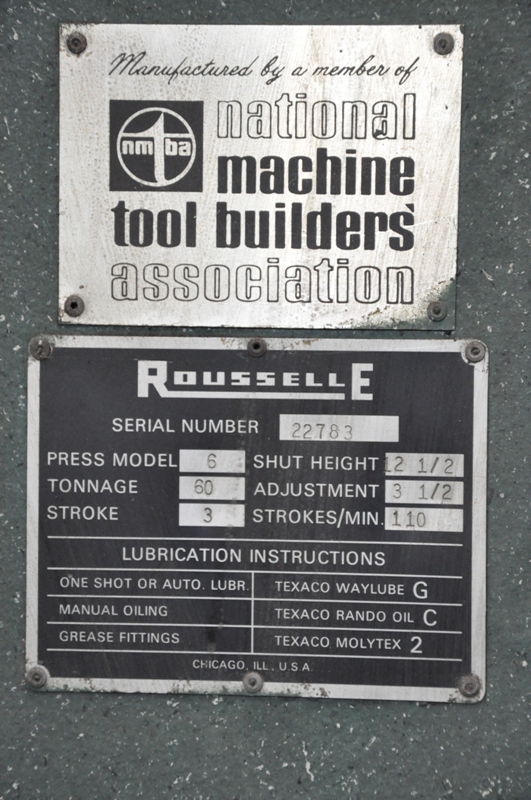 Manufactured by a member of
nmba
national
machine
tool builders'
association
ROUSSELLE
SERIAL NUMBER 22783
PRESS MODEL 6 SHUT HEIGHT 12 1/2
TONNAGE 60 ADJUSTMENT 3 1/2
STROKE 3 STROKES/MIN. 110
LUBRICATION INSTRUCTIONS
ONE SHOT OR AUTO. LUBR. TEXACO WAYLUBE G
MANUAL OILING TEXACO RANDO OIL C
GREASE FITTINGS TEXACO MOLYTEX 2
CHICAGO, ILL., U.S.A.